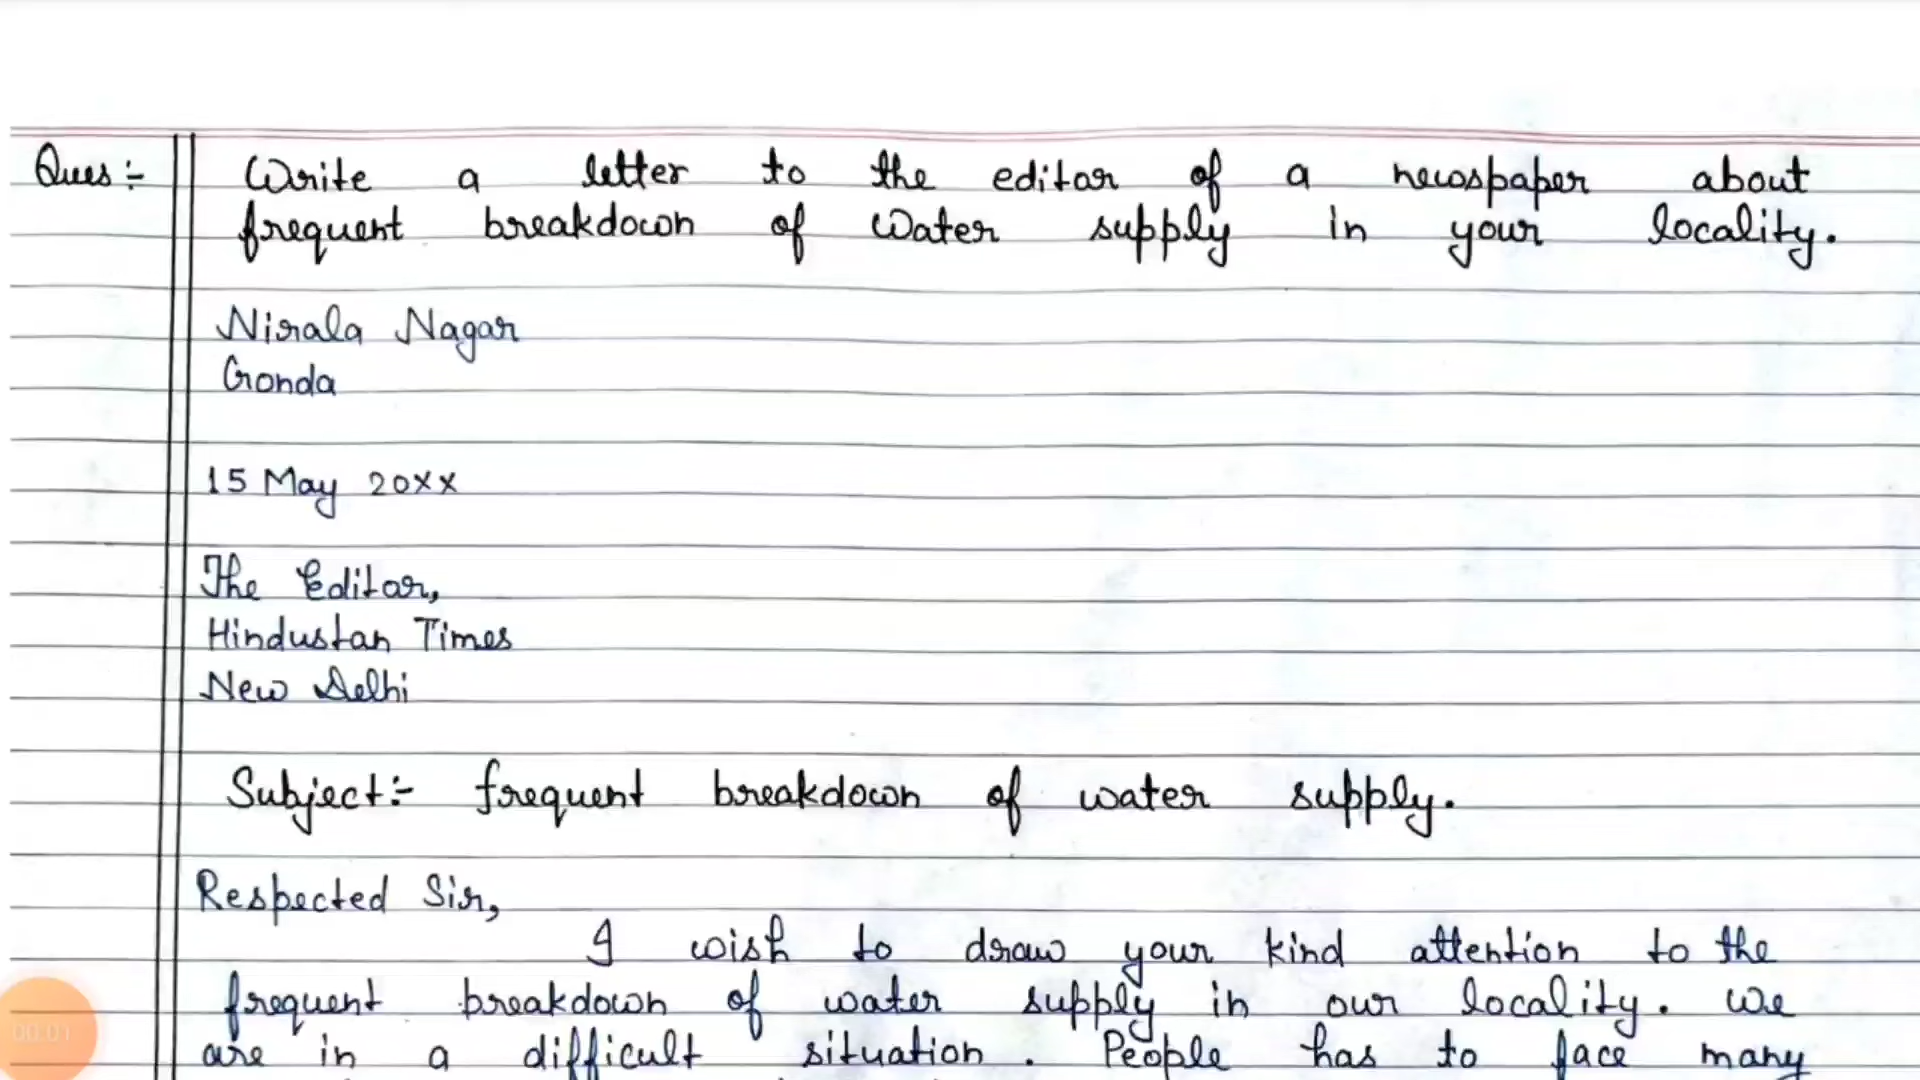 Ques :- Write a letter to the editor of a newspaper about
frequent breakdown of Water supply in your locality.
Nirala Nagar
Gonda
15 May 20xx
The Editor,
Hindustan Times
New Delhi
Subject:- frequent breakdown of water supply.
Respected Sir,
I wish to draw your kind attention to the
frequent breakdown of water supply in our locality. We
are in a difficult situation. People has to face many
00:01